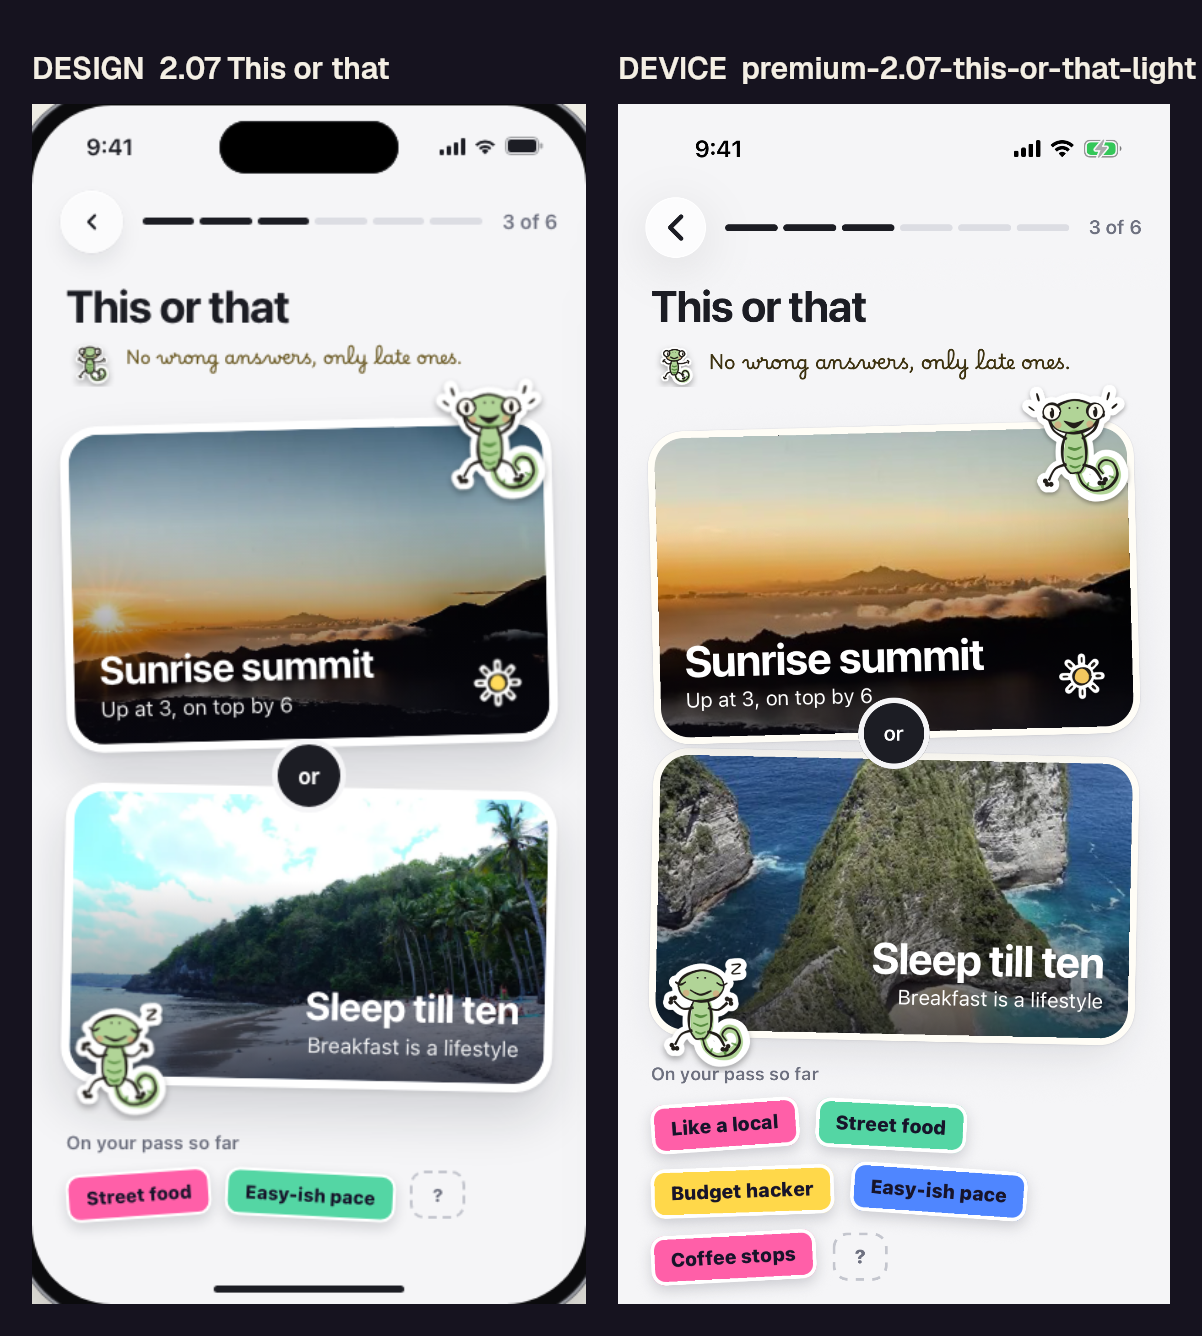 DESIGN 2.07 This or that
9:41
3 of 6
This or that
No wrong answers, only late ones.
Sunrise summit
Up at 3, on top by 6
or
Sleep till ten
Breakfast is a lifestyle
z
On your pass so far
Street food
Easy-ish pace
?
DEVICE premium-2.07-this-or-that-light
9:41
3 of 6
This or that
No wrong answers, only late ones.
Sunrise summit
Up at 3, on top by 6
or
Sleep till ten
Breakfast is a lifestyle
z
On your pass so far
Like a local
Street food
Budget hacker
Easy-ish pace
Coffee stops
?